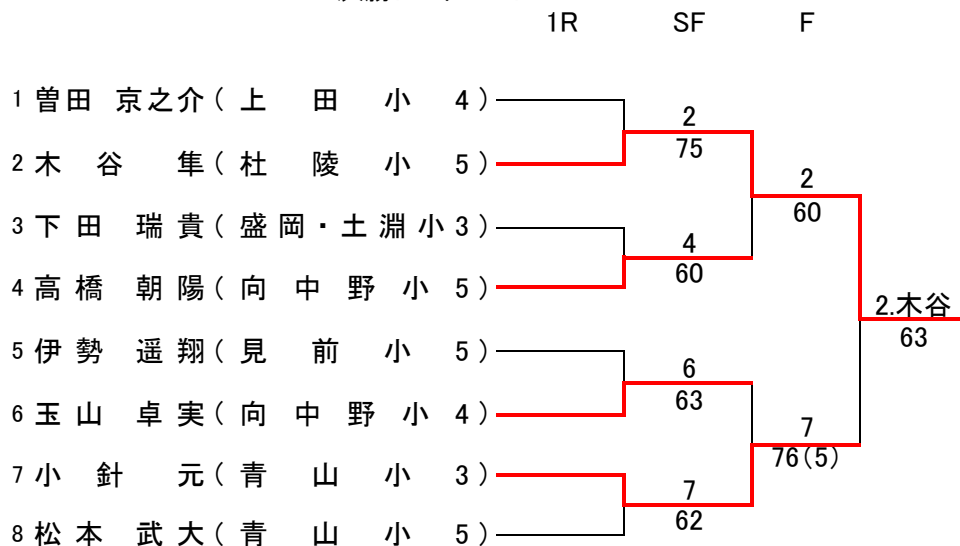 1R SF F
1 曽田 京之介 ( 上 田 小 4 )
2
75
2 木 谷 隼 ( 杜 陵 小 5 )
2
60
3 下 田 瑞 貴 ( 盛 岡 ・ 土 淵 小 3 )
4
60
4 高 橋 朝 陽 ( 向 中 野 小 5 )
2.木谷
63
5 伊 勢 遥 翔 ( 見 前 小 5 )
6
63
6 玉 山 卓 実 ( 向 中 野 小 4 )
7
76(5)
7 小 針 元 ( 青 山 小 3 )
7
62
8 松 本 武 大 ( 青 山 小 5 )